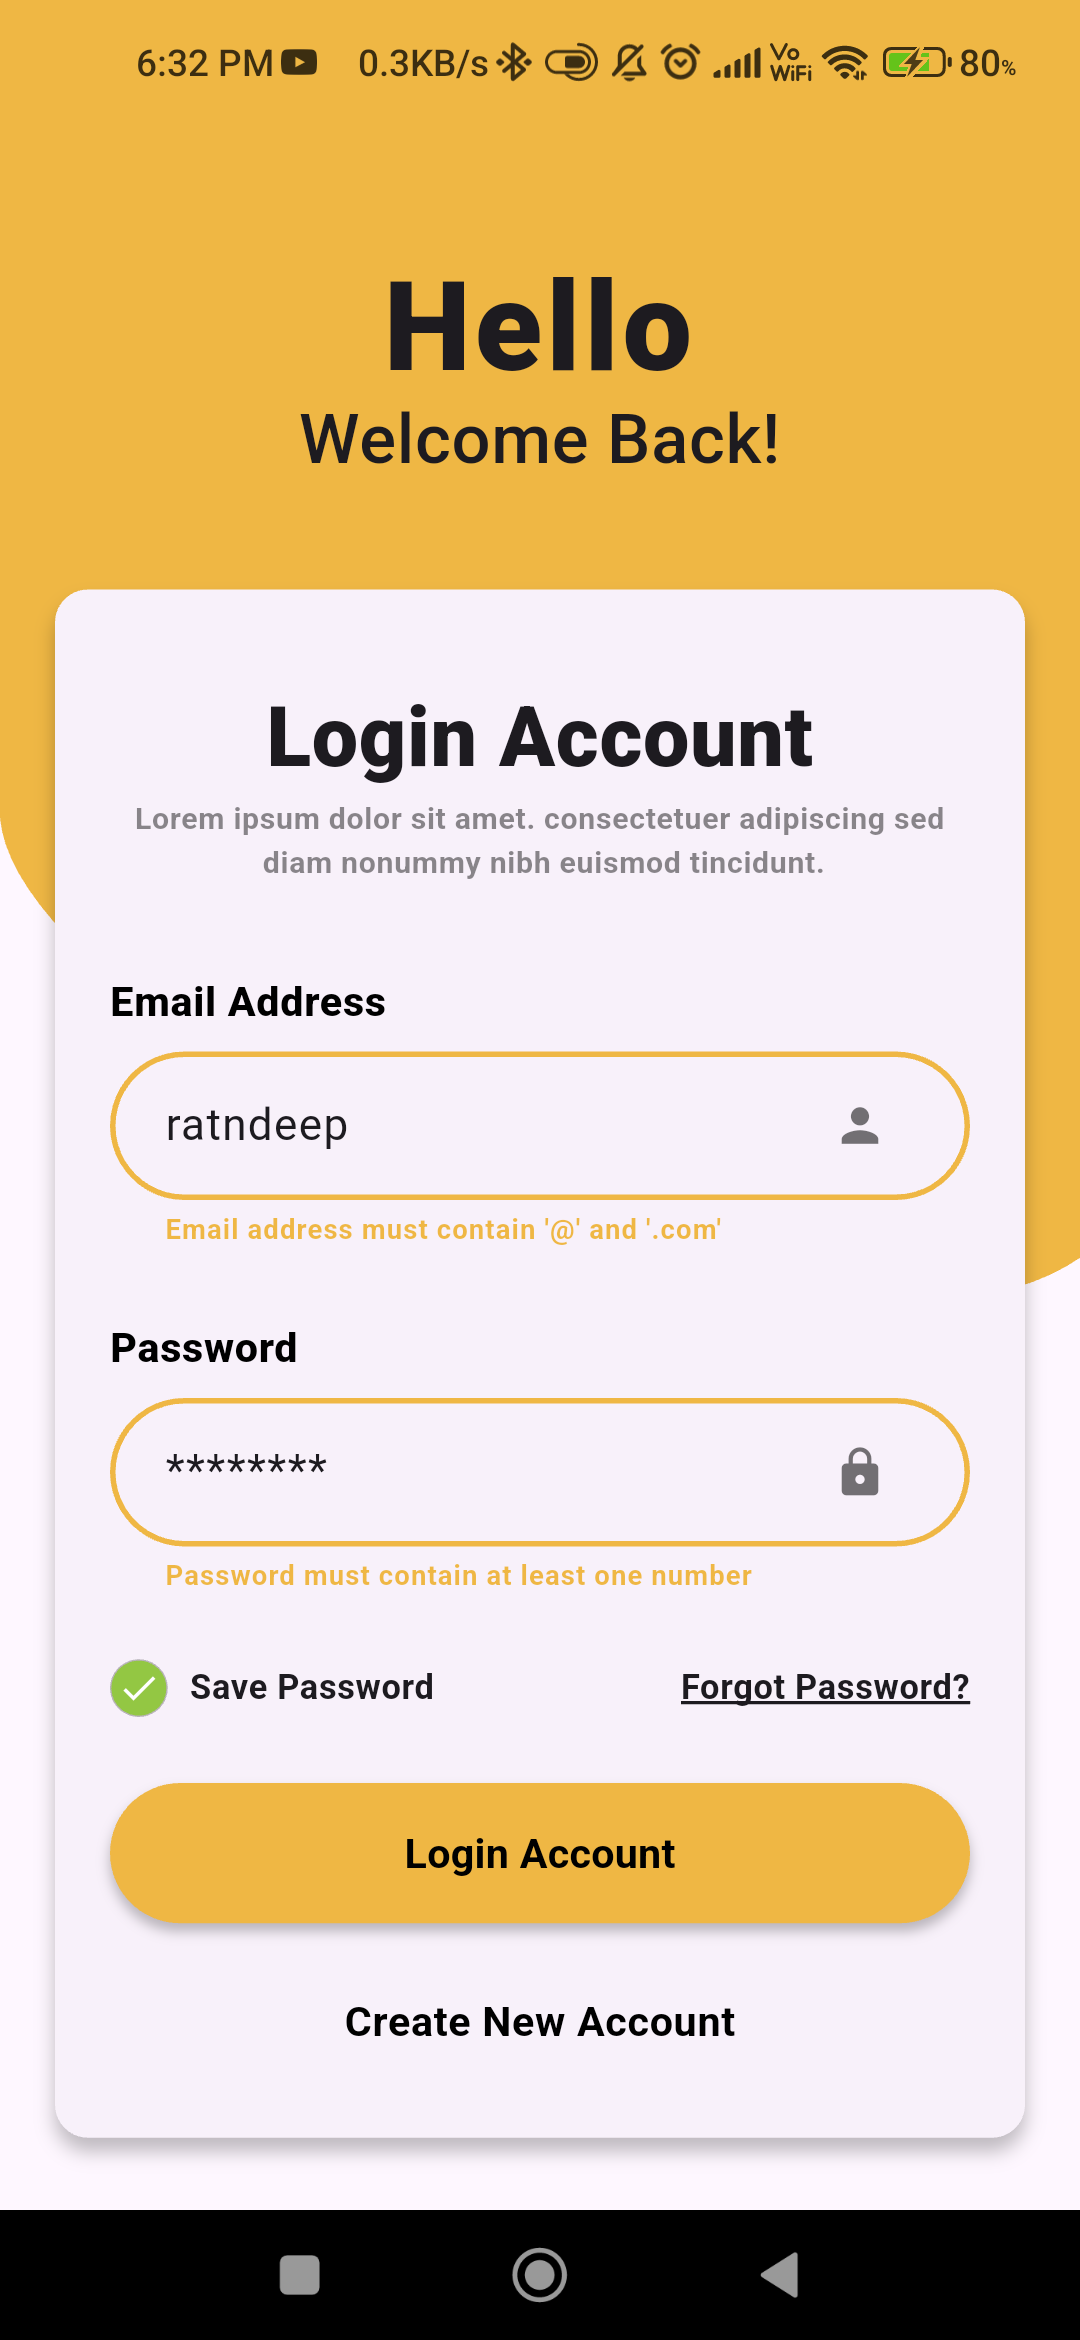 6:32 PM 0.3KB/s Vo WiFi 80%
Hello
Welcome Back!
Login Account
Lorem ipsum dolor sit amet. consectetuer adipiscing sed
diam nonummy nibh euismod tincidunt.
Email Address
ratndeep
Email address must contain '@' and '.com'
Password
********
Password must contain at least one number
Save Password Forgot Password?
Login Account
Create New Account